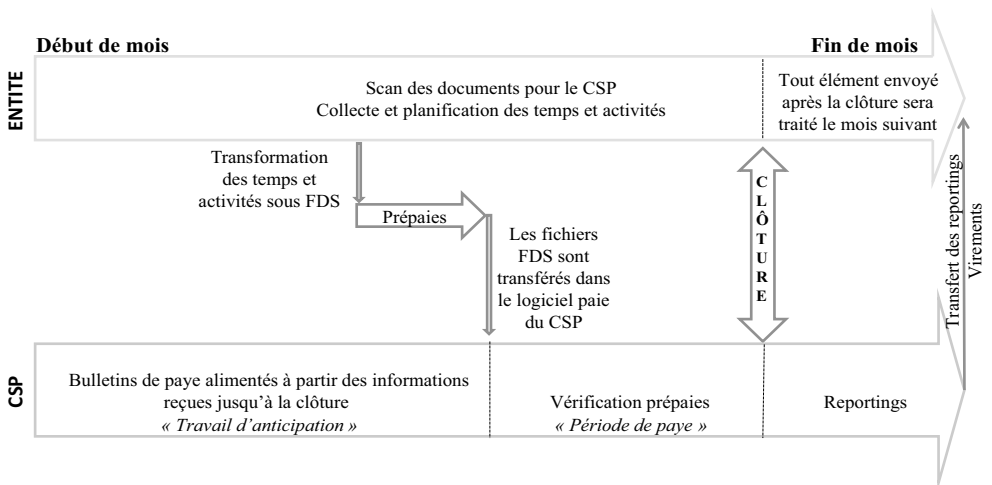 Début de mois
Fin de mois
ENTITE
Scan des documents pour le CSP
Collecte et planification des temps et activités
Tout élément envoyé
après la clôture sera
traité le mois suivant
Transformation
des temps et
activités sous FDS
Prépaies
Les fichiers
FDS sont
transférés dans
le logiciel paie
du CSP
CLÔTURE
Transfert des reportings
Virements
CSP
Bulletins de paye alimentés à partir des informations
reçues jusqu’à la clôture
« Travail d’anticipation »
Vérification prépaies
« Période de paye »
Reportings